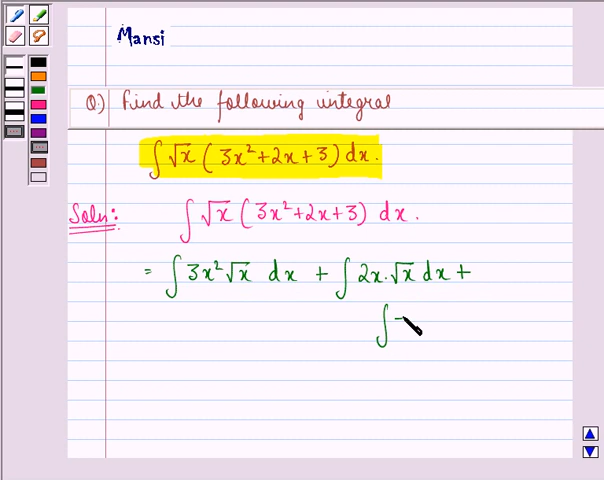 Mansi
Q.) Find the following integral
∫ √x ( 3x² + 2x + 3 ) dx.
Soln: ∫ √x ( 3x² + 2x + 3 ) dx.
= ∫ 3x² √x dx + ∫ 2x. √x dx +
∫